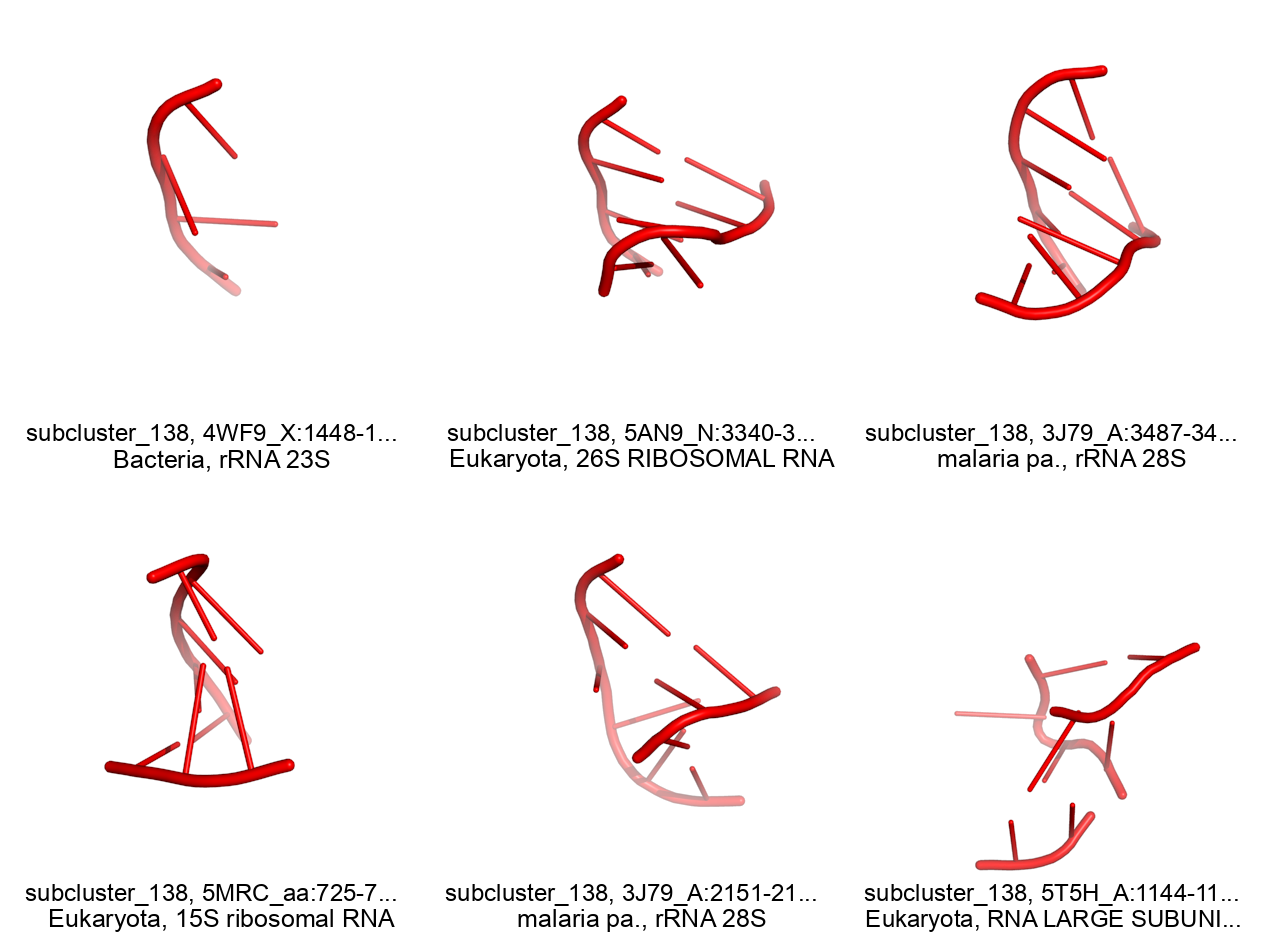 subcluster_138, 4WF9_X:1448-1...
Bacteria, rRNA 23S
subcluster_138, 5AN9_N:3340-3...
Eukaryota, 26S RIBOSOMAL RNA
subcluster_138, 3J79_A:3487-34...
malaria pa., rRNA 28S
subcluster_138, 5MRC_aa:725-7...
Eukaryota, 15S ribosomal RNA
subcluster_138, 3J79_A:2151-21...
malaria pa., rRNA 28S
subcluster_138, 5T5H_A:1144-11...
Eukaryota, RNA LARGE SUBUNI...